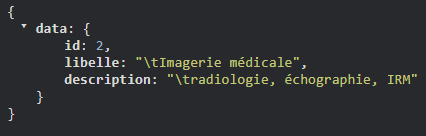 {
data: {
id: 2,
libelle: "\tImagerie médicale",
description: "\tradiologie, échographie, IRM"
}
}